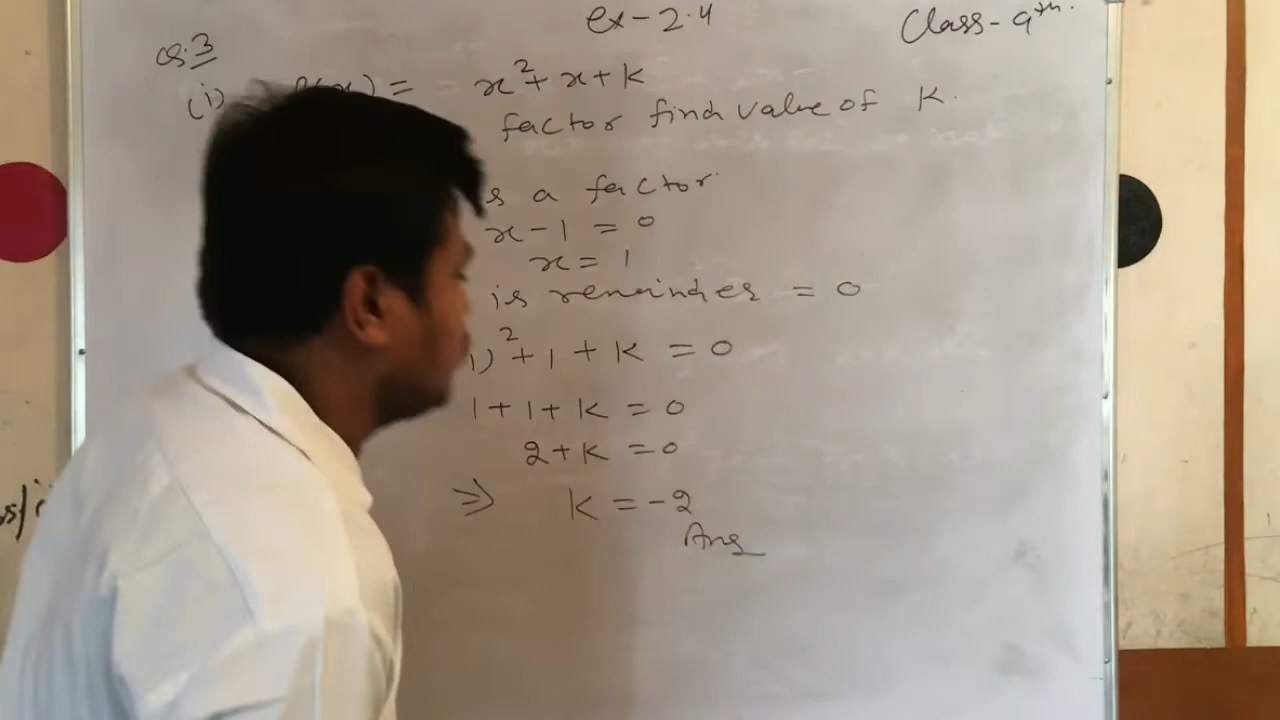 ex-2.4
Class-9th.
Q.3
(i) p(x) = x²+x+k
factor find value of k.
s a factor.
x-1 = 0
x = 1
is remainder = 0
1)²+1+k = 0
1+1+k = 0
2+k = 0
⇒ k = -2
Ans